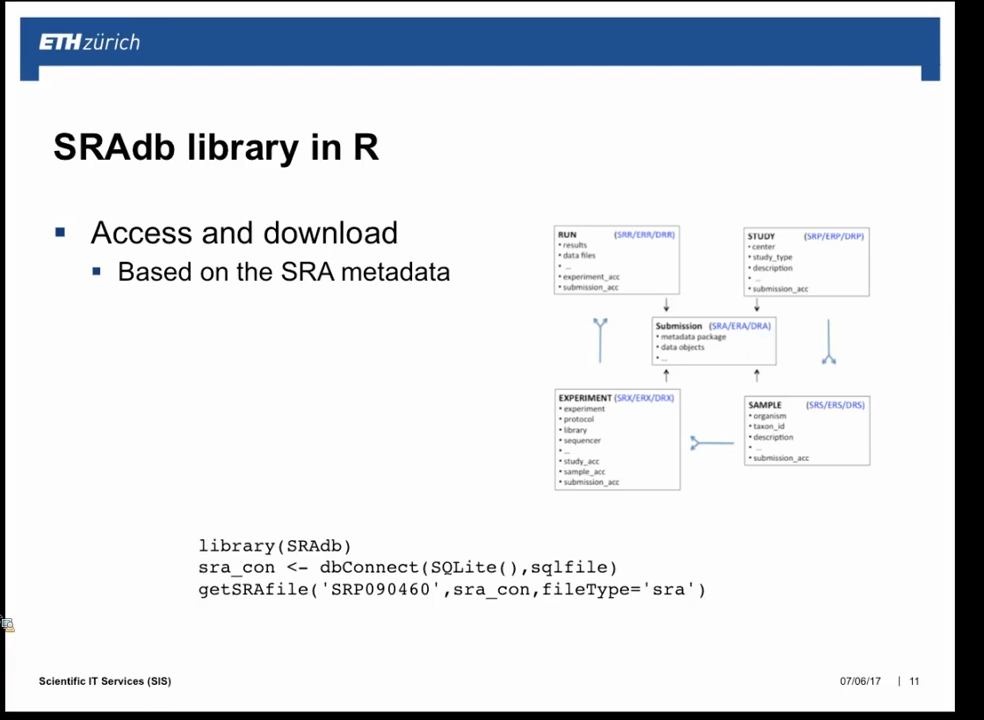 ETH zürich
SRAdb library in R
▪ Access and download
▪ Based on the SRA metadata
RUN (SRR/ERR/DRR)
• results
• data files
• ...
• experiment_acc
• submission_acc
STUDY (SRP/ERP/DRP)
• center
• study_type
• description
• ...
• submission_acc
Submission (SRA/ERA/DRA)
• metadata package
• data objects
• ...
EXPERIMENT (SRX/ERX/DRX)
• experiment
• protocol
• library
• sequencer
• ...
• study_acc
• sample_acc
• submission_acc
SAMPLE (SRS/ERS/DRS)
• organism
• taxon_id
• description
• ...
• submission_acc
library(SRAdb)
sra_con <- dbConnect(SQLite(),sqlfile)
getSRAfile('SRP090460',sra_con,fileType='sra')
Scientific IT Services (SIS)
07/06/17 | 11